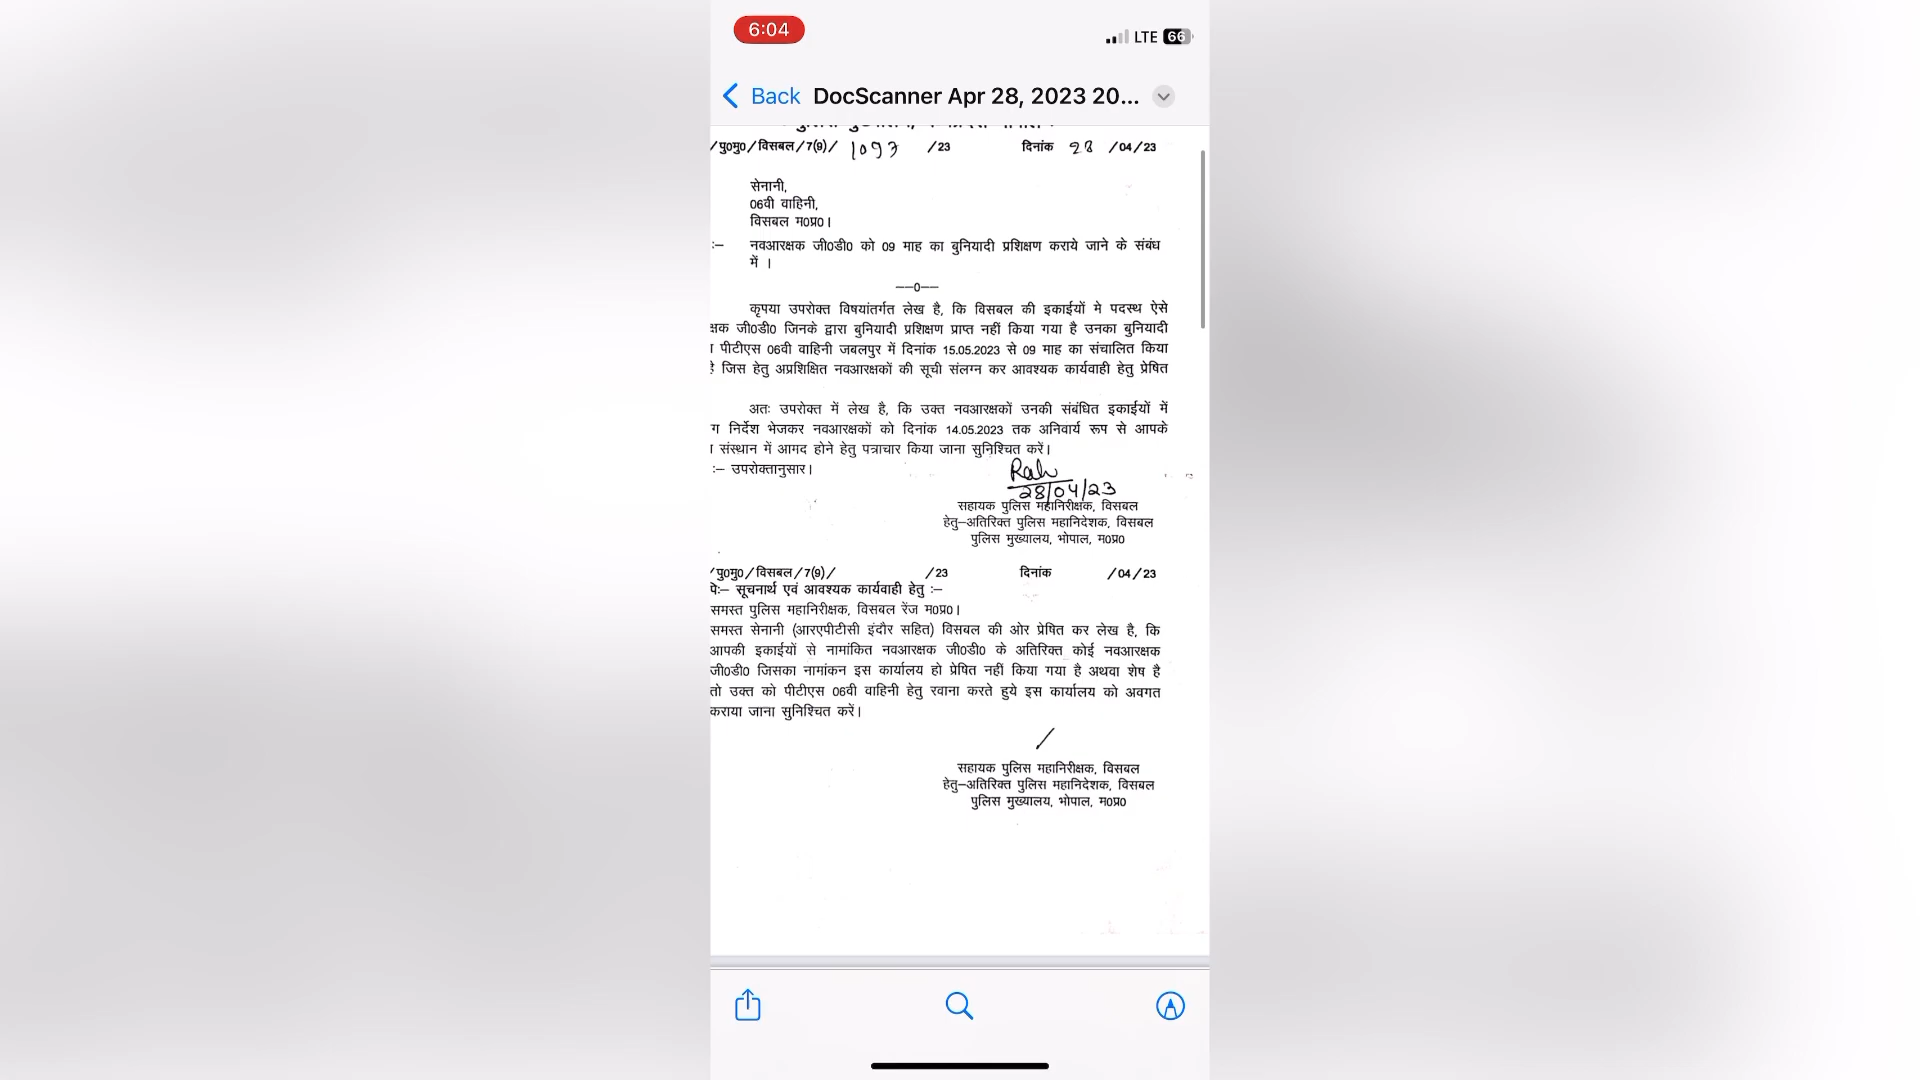 6:04
LTE 66
Back DocScanner Apr 28, 2023 20...
/पु0मु0/विसबल/7(9)/ 1097 /23 दिनांक 28 /04/23
सेनानी,
06वी वाहिनी,
विसबल म0प्र0।
:— नवआरक्षक जी0डी0 को 09 माह का बुनियादी प्रशिक्षण कराये जाने के संबंध
में ।
——0——
कृपया उपरोक्त विषयांतर्गत लेख है, कि विसबल की इकाईयों मे पदस्थ ऐसे
क्षक जी0डी0 जिनके द्वारा बुनियादी प्रशिक्षण प्राप्त नहीं किया गया है उनका बुनियादी
पीटीएस 06वी वाहिनी जबलपुर में दिनांक 15.05.2023 से 09 माह का संचालित किया
है जिस हेतु अप्रशिक्षित नवआरक्षकों की सूची संलग्न कर आवश्यक कार्यवाही हेतु प्रेषित
अतः उपरोक्त में लेख है, कि उक्त नवआरक्षकों उनकी संबंधित इकाईयों में
निर्देश भेजकर नवआरक्षकों को दिनांक 14.05.2023 तक अनिवार्य रूप से आपके
संस्थान में आगद होने हेतु पत्राचार किया जाना सुनिश्चित करें।
:— उपरोक्तानुसार।
28/04/23
सहायक पुलिस महानिरीक्षक, विसबल
हेतु—अतिरिक्त पुलिस महानिदेशक, विसबल
पुलिस मुख्यालय, भोपाल, म0प्र0
/पु0मु0/विसबल/7(9)/ /23 दिनांक /04/23
पिः— सूचनार्थ एवं आवश्यक कार्यवाही हेतु :—
समस्त पुलिस महानिरीक्षक, विसबल रेंज म0प्र0।
समस्त सेनानी (आरएपीटीसी इंदौर सहित) विसबल की ओर प्रेषित कर लेख है, कि
आपकी इकाईयों से नामांकित नवआरक्षक जी0डी0 के अतिरिक्त कोई नवआरक्षक
जी0डी0 जिसका नामांकन इस कार्यालय हो प्रेषित नहीं किया गया है अथवा शेष है
तो उक्त को पीटीएस 06वी वाहिनी हेतु रवाना करते हुये इस कार्यालय को अवगत
कराया जाना सुनिश्चित करें।
सहायक पुलिस महानिरीक्षक, विसबल
हेतु—अतिरिक्त पुलिस महानिदेशक, विसबल
पुलिस मुख्यालय, भोपाल, म0प्र0